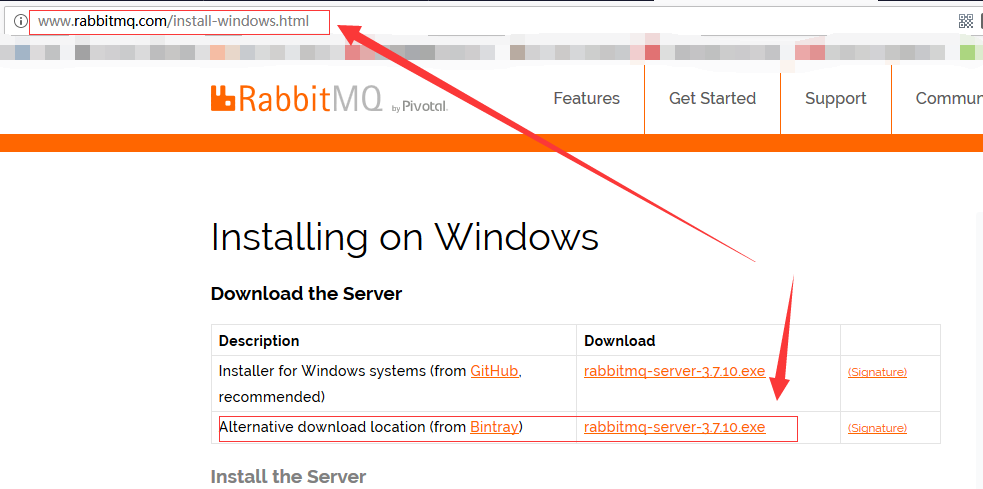 www.rabbitmq.com/install-windows.html
RabbitMQ by Pivotal
Features
Get Started
Support
Commun
Installing on Windows
Download the Server
Description Download
Installer for Windows systems (from GitHub, rabbitmq-server-3.7.10.exe (Signature)
recommended)
Alternative download location (from Bintray) rabbitmq-server-3.7.10.exe (Signature)
Install the Server